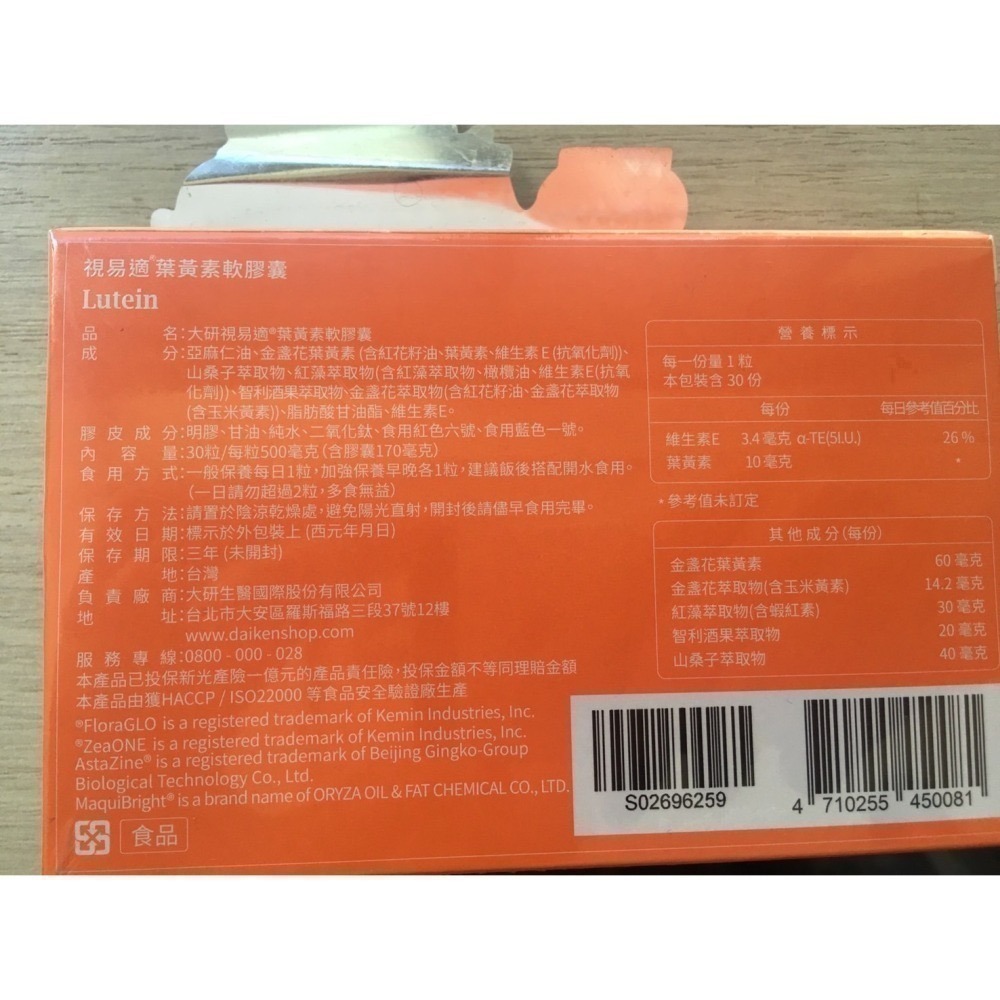 視易適®葉黃素軟膠囊
Lutein
品名:大研視易適®葉黃素軟膠囊
成分:亞麻仁油、金盞花葉黃素 (含紅花籽油、葉黃素、維生素E (抗氧化劑))、
山桑子萃取物、紅藻萃取物(含紅藻萃取物、橄欖油、維生素E(抗氧
化劑))、智利酒果萃取物、金盞花萃取物(含紅花籽油、金盞花萃取物
(含玉米黃素))、脂肪酸甘油酯、維生素E。
膠皮成分:明膠、甘油、純水、二氧化鈦、食用紅色六號、食用藍色一號。
內容量:30粒/每粒500毫克 (含膠囊170毫克)
食用方式:一般保養每日1粒,加強保養早晚各1粒,建議飯後搭配開水食用。
(一日請勿超過2粒,多食無益)
保存方法:請置於陰涼乾燥處,避免陽光直射,開封後請儘早食用完畢。
有效日期:標示於外包裝上 (西元年月日)
保存期限:三年 (未開封)
產地:台灣
負責廠商:大研生醫國際股份有限公司
地址:台北市大安區羅斯福路三段37號12樓
www.daikenshop.com
服務專線:0800 - 000 - 028
本產品已投保新光產險一億元的產品責任險,投保金額不等同理賠金額
本產品由獲HACCP / ISO22000 等食品安全驗證廠生產
®FloraGLO is a registered trademark of Kemin Industries, Inc.
®ZeaONE is a registered trademark of Kemin Industries, Inc.
AstaZine® is a registered trademark of Beijing Gingko-Group
Biological Technology Co., Ltd.
MaquiBright® is a brand name of ORYZA OIL & FAT CHEMICAL CO., LTD.
食品
營養標示
每一份量 1 粒
本包裝含 30 份
每份 每日參考值百分比
維生素E 3.4 毫克 α-TE(5I.U.) 26 %
葉黃素 10 毫克 *
* 參考值未訂定
其他成分(每份)
金盞花葉黃素 60 毫克
金盞花萃取物(含玉米黃素) 14.2 毫克
紅藻萃取物(含蝦紅素) 30 毫克
智利酒果萃取物 20 毫克
山桑子萃取物 40 毫克
S02696259
4 710255 450081